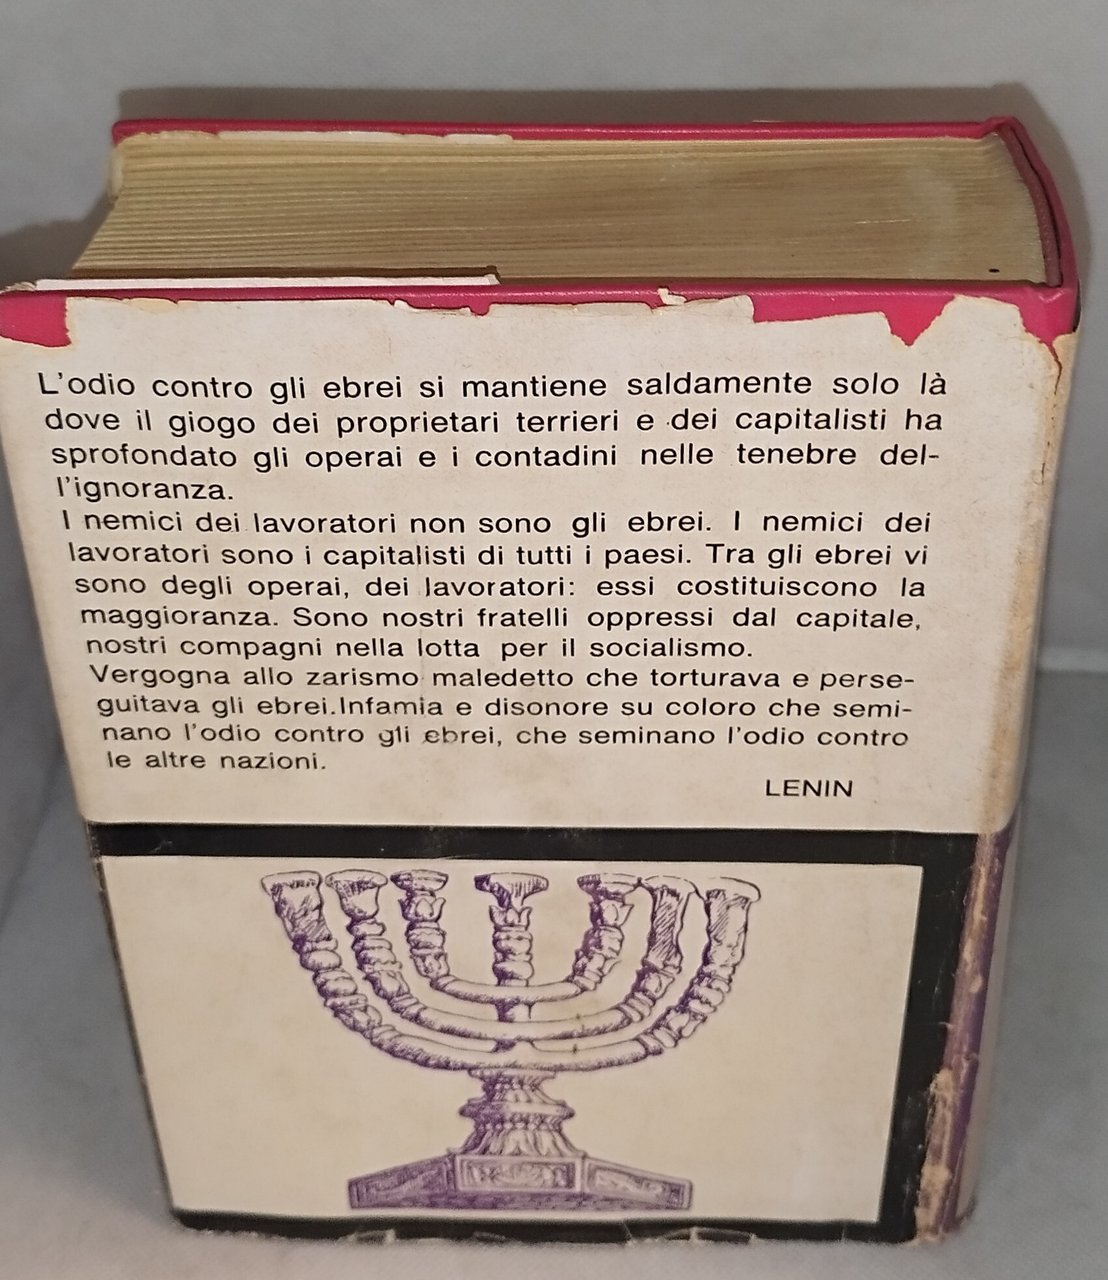 L'odio contro gli ebrei si mantiene saldamente solo là
dove il giogo dei proprietari terrieri e dei capitalisti ha
sprofondato gli operai e i contadini nelle tenebre del-
l'ignoranza.
I nemici dei lavoratori non sono gli ebrei. I nemici dei
lavoratori sono i capitalisti di tutti i paesi. Tra gli ebrei vi
sono degli operai, dei lavoratori: essi costituiscono la
maggioranza. Sono nostri fratelli oppressi dal capitale,
nostri compagni nella lotta per il socialismo.
Vergogna allo zarismo maledetto che torturava e perse-
guitava gli ebrei.Infamia e disonore su coloro che semi-
nano l'odio contro gli ebrei, che seminano l'odio contro
le altre nazioni.
LENIN